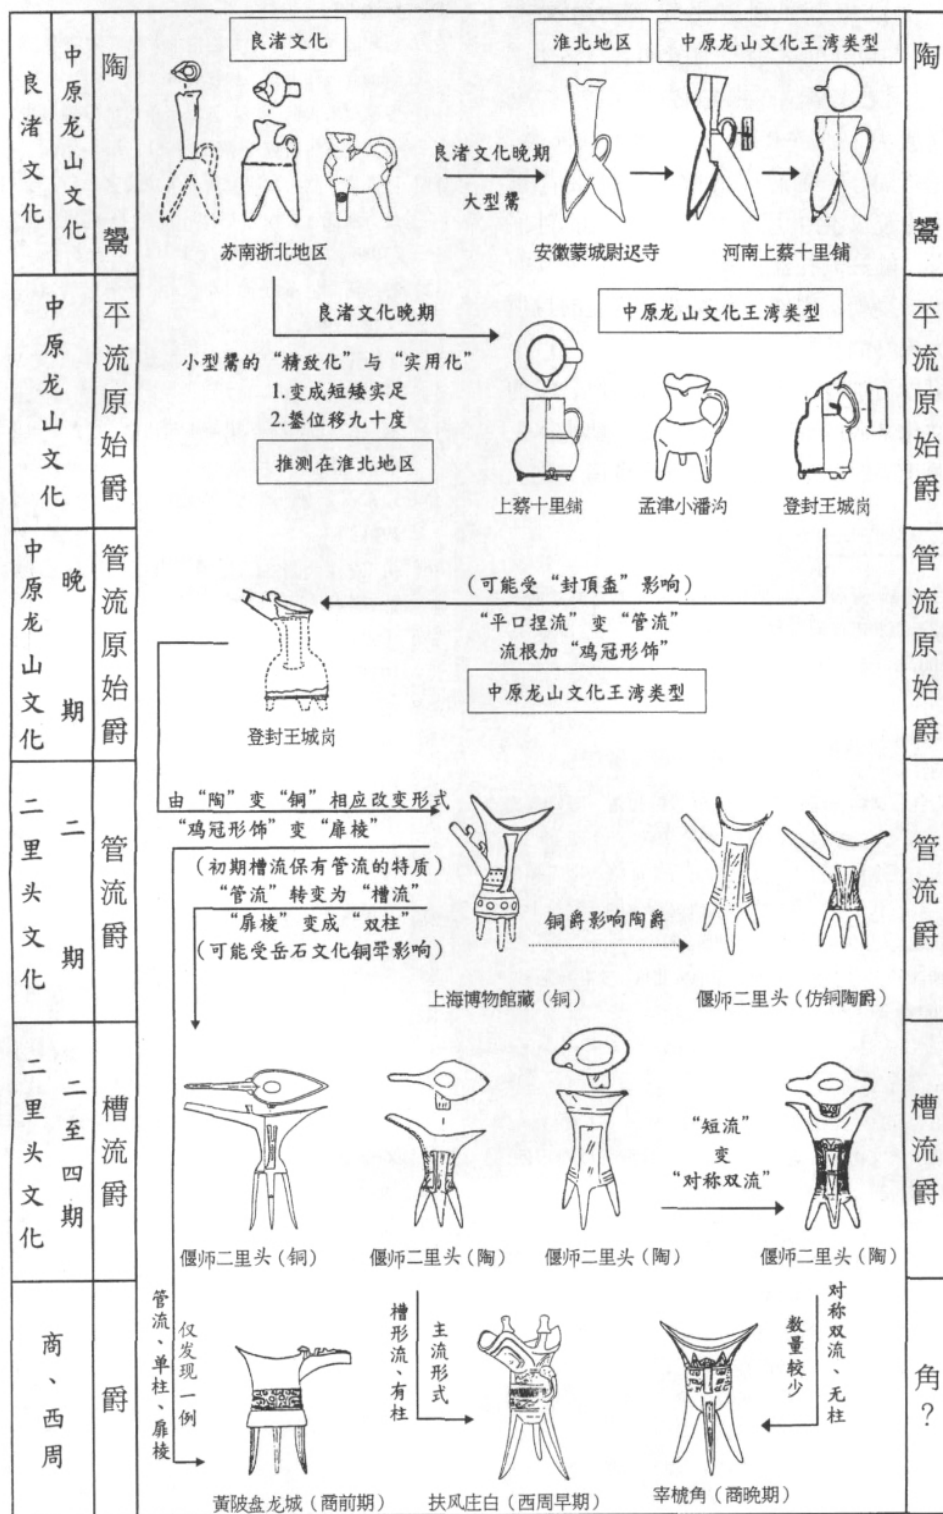 良渚文化
中原龙山文化
陶鬶
良渚文化
苏南浙北地区
良渚文化晚期
大型鬶
淮北地区
安徽蒙城尉迟寺
中原龙山文化王湾类型
河南上蔡十里铺
陶鬶
中原龙山文化
平流原始爵
良渚文化晚期
小型鬶的“精致化”与“实用化”
1.变成短矮实足
2.鋬位移九十度
推测在淮北地区
中原龙山文化王湾类型
上蔡十里铺
孟津小潘沟
登封王城岗
平流原始爵
中原龙山文化
晚期
管流原始爵
(可能受“封頂盉”影响)
“平口捏流”变“管流”
流根加“鸡冠形饰”
中原龙山文化王湾类型
登封王城岗
管流原始爵
二里头文化
二期
管流爵
由“陶”变“铜”相应改变形式
“鸡冠形饰”变“扉棱”
(初期槽流保有管流的特质)
“管流”转变为“槽流”
“扉棱”变成“双柱”
(可能受岳石文化铜斝影响)
铜爵影响陶爵
上海博物館藏(铜)
偃师二里头(仿铜陶爵)
管流爵
二里头文化
二至四期
槽流爵
“短流”
变
“对称双流”
偃师二里头(铜)
偃师二里头(陶)
偃师二里头(陶)
偃师二里头(陶)
槽流爵
商、西周
爵
管流、单柱、扉棱
仅发现一例
槽形流、有柱
主流形式
数量较少
对称双流、无柱
黃陂盘龙城(商前期)
扶风庄白(西周早期)
宰椃角(商晚期)
角?